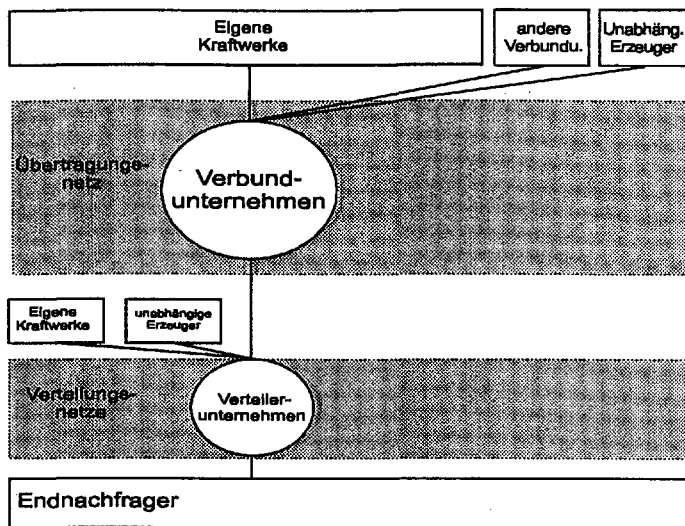 Eigene
Kraftwerke
andere
Verbundu.
Unabhäng.
Erzeuger
Übertragungs-
netz
Verbund-
unternehmen
Eigene
Kraftwerke
unabhängige
Erzeuger
Verteilungs-
netze
Verteiler-
unternehmen
Endnachfrager